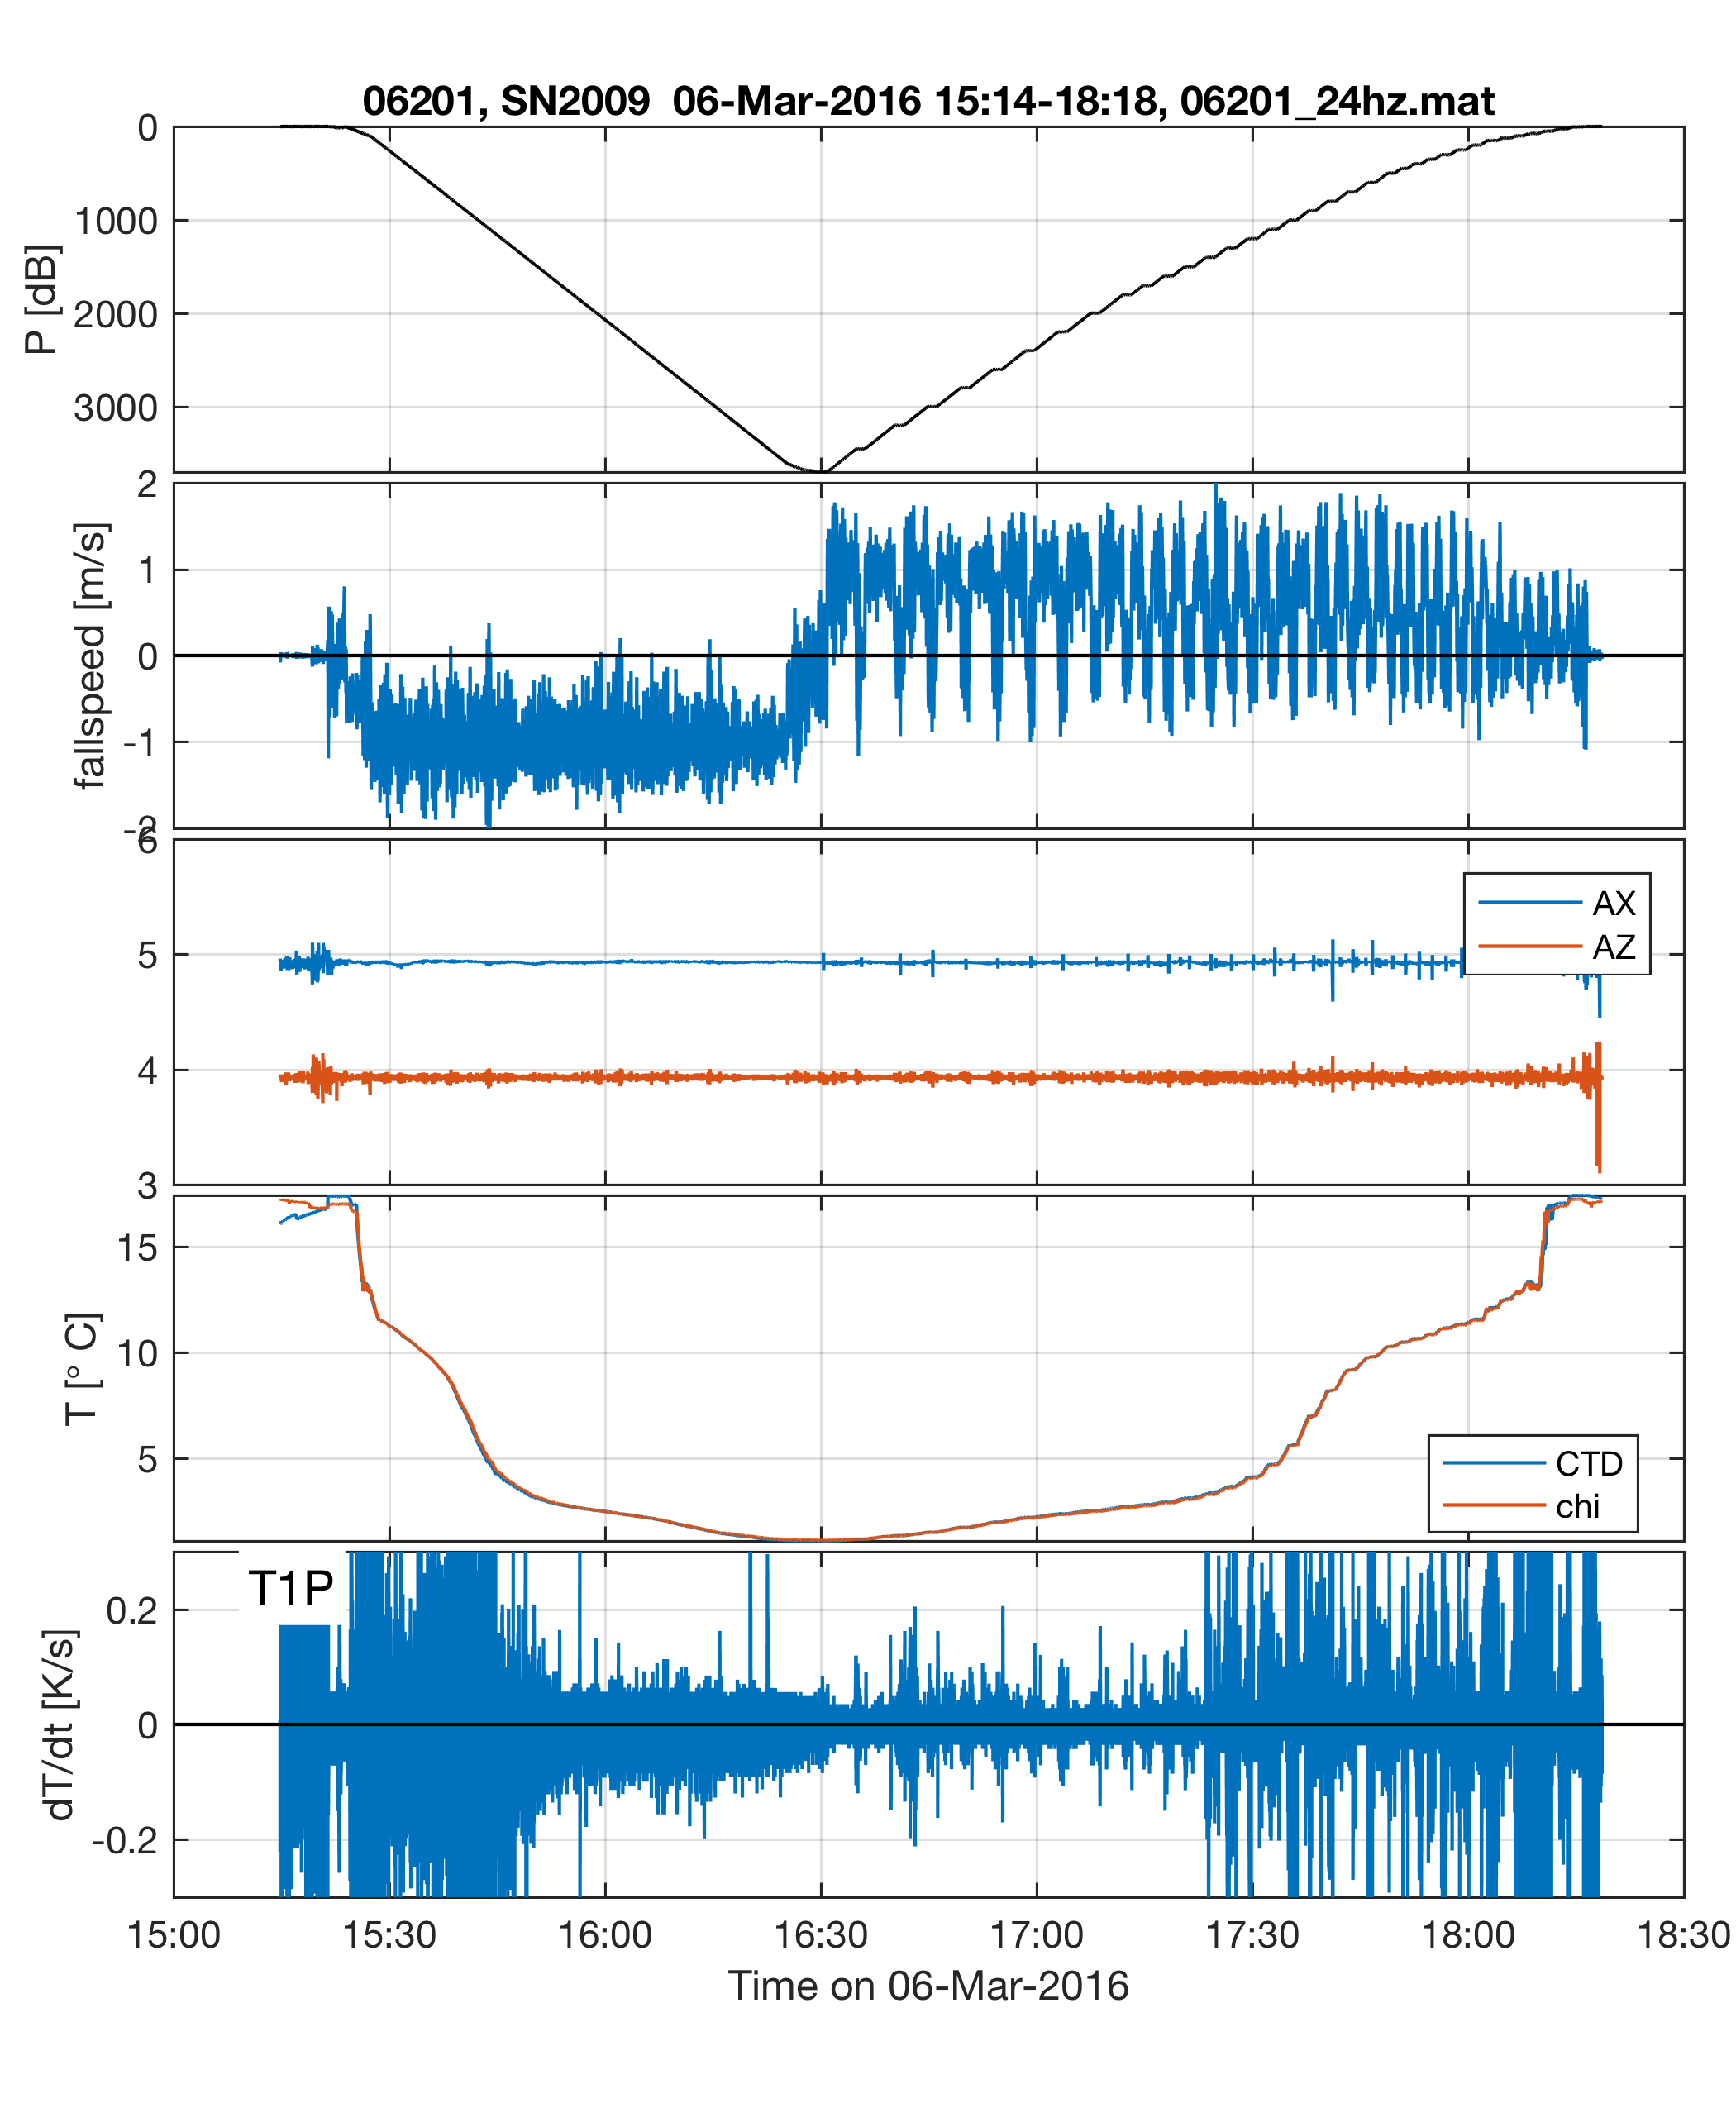 06201, SN2009  06-Mar-2016 15:14-18:18, 06201_24hz.mat
0
1000
2000
3000
P [dB]
2
1
0
-1
-2
fallspeed [m/s]
6
5
4
3
AX
AZ
15
10
5
T [° C]
CTD
chi
T1P
0.2
0
-0.2
dT/dt [K/s]
15:00 15:30 16:00 16:30 17:00 17:30 18:00 18:30
Time on 06-Mar-2016